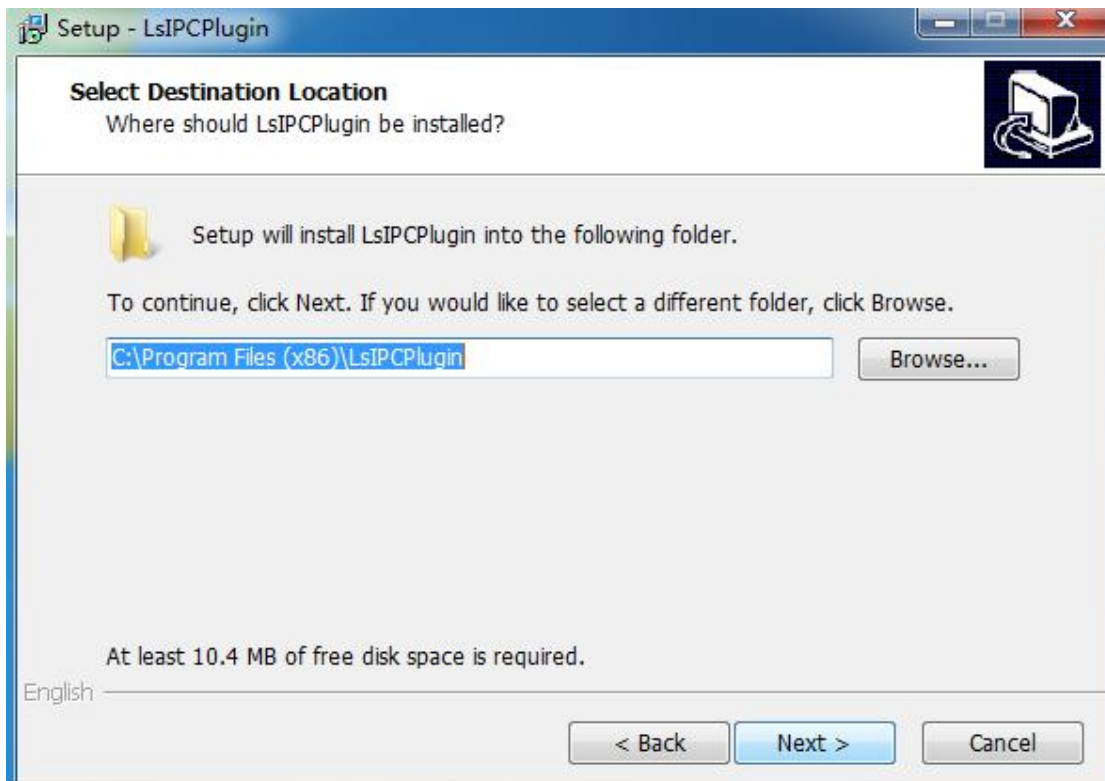 Setup - LsIPCPlugin
Select Destination Location
Where should LsIPCPlugin be installed?
Setup will install LsIPCPlugin into the following folder.
To continue, click Next. If you would like to select a different folder, click Browse.
C:\Program Files (x86)\LsIPCPlugin
Browse...
At least 10.4 MB of free disk space is required.
English
< Back
Next >
Cancel